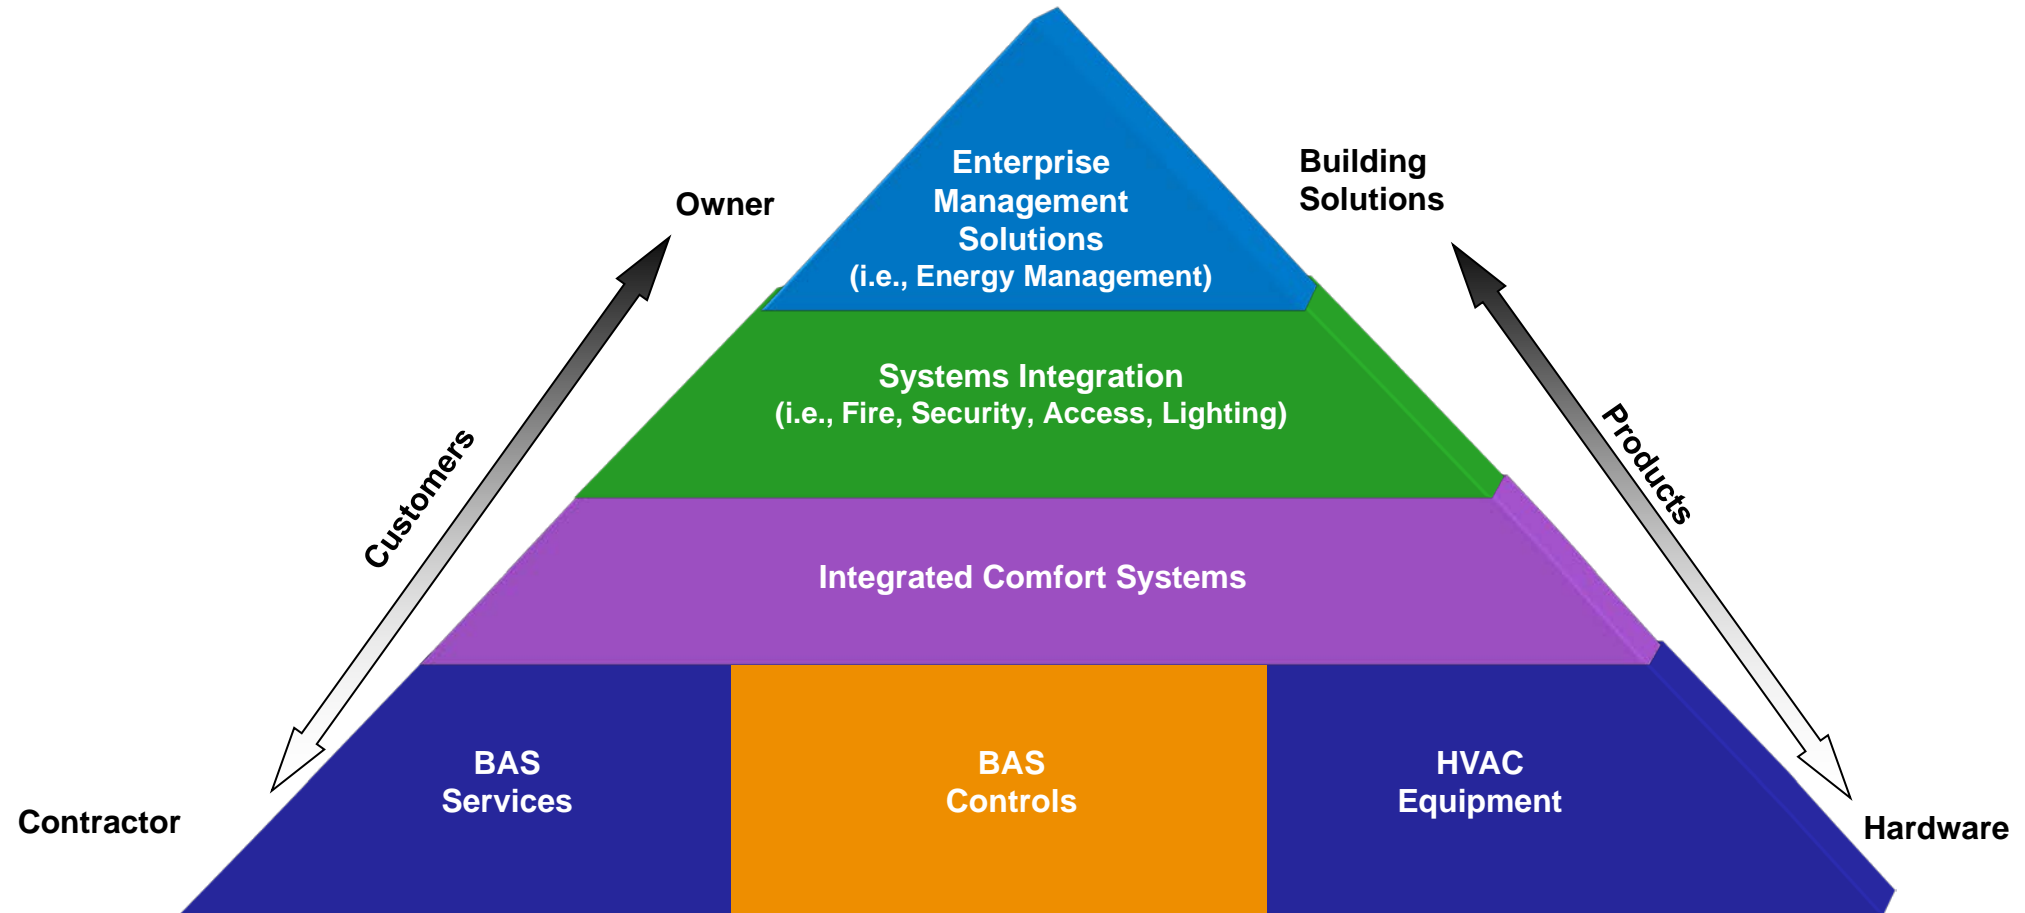 Enterprise
Management
Solutions
(i.e., Energy Management)
Building
Solutions
Owner
Systems Integration
(i.e., Fire, Security, Access, Lighting)
Customers
Products
Integrated Comfort Systems
BAS
Services
BAS
Controls
HVAC
Equipment
Contractor
Hardware